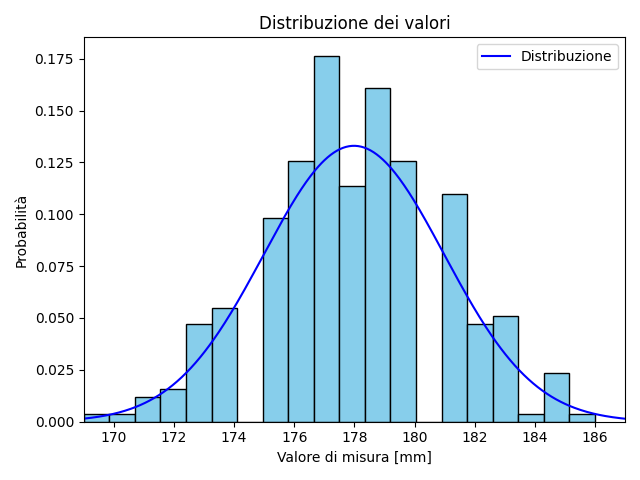 Distribuzione dei valori
Distribuzione
Probabilità
0.175
0.150
0.125
0.100
0.075
0.050
0.025
0.000
170 172 174 176 178 180 182 184 186
Valore di misura [mm]